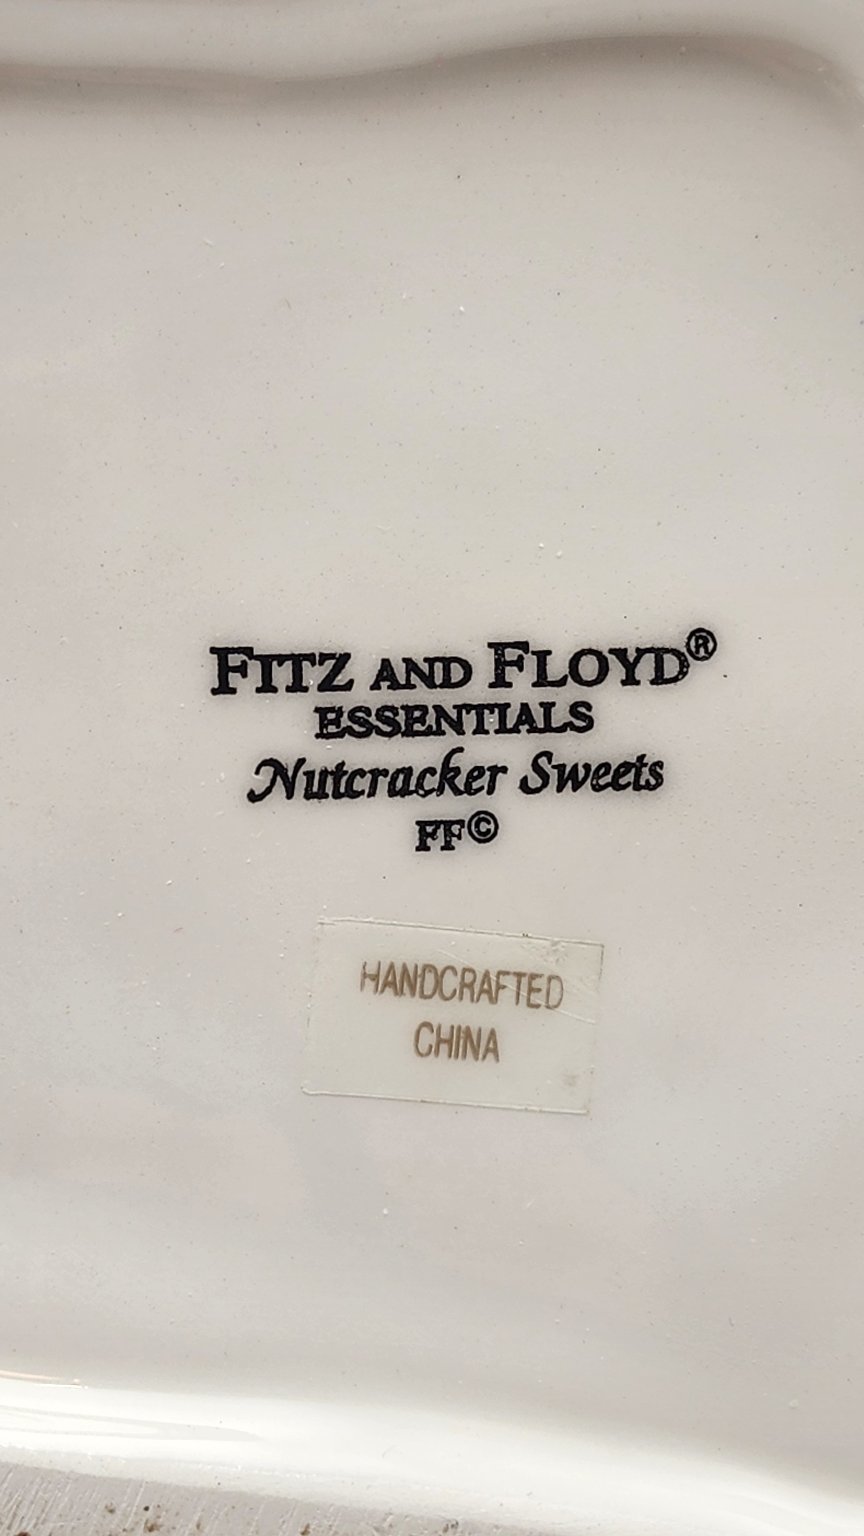 FITZ AND FLOYD®
ESSENTIALS
Nutcracker Sweets
FF©
HANDCRAFTED
CHINA